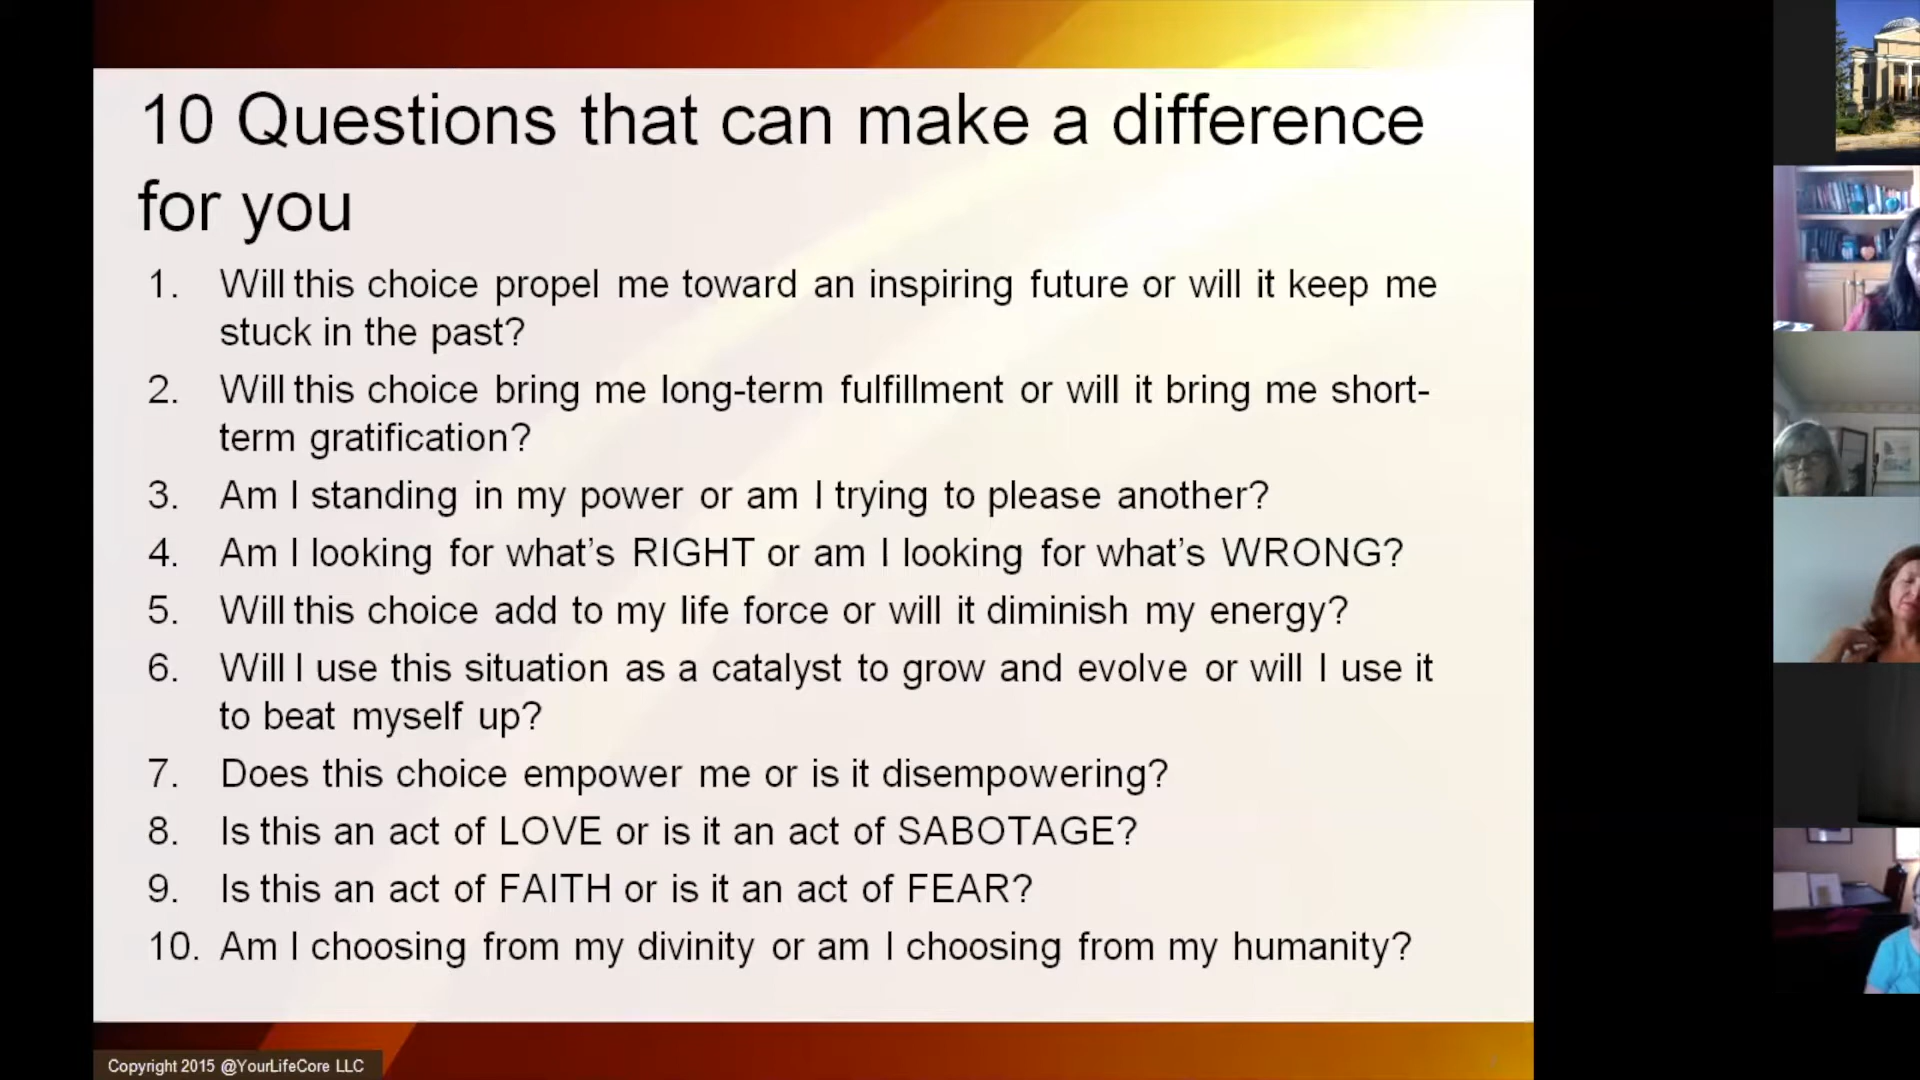 10 Questions that can make a difference
for you
1. Will this choice propel me toward an inspiring future or will it keep me
stuck in the past?
2. Will this choice bring me long-term fulfillment or will it bring me short-
term gratification?
3. Am I standing in my power or am I trying to please another?
4. Am I looking for what’s RIGHT or am I looking for what’s WRONG?
5. Will this choice add to my life force or will it diminish my energy?
6. Will I use this situation as a catalyst to grow and evolve or will I use it
to beat myself up?
7. Does this choice empower me or is it disempowering?
8. Is this an act of LOVE or is it an act of SABOTAGE?
9. Is this an act of FAITH or is it an act of FEAR?
10. Am I choosing from my divinity or am I choosing from my humanity?
Copyright 2015 @YourLifeCore LLC